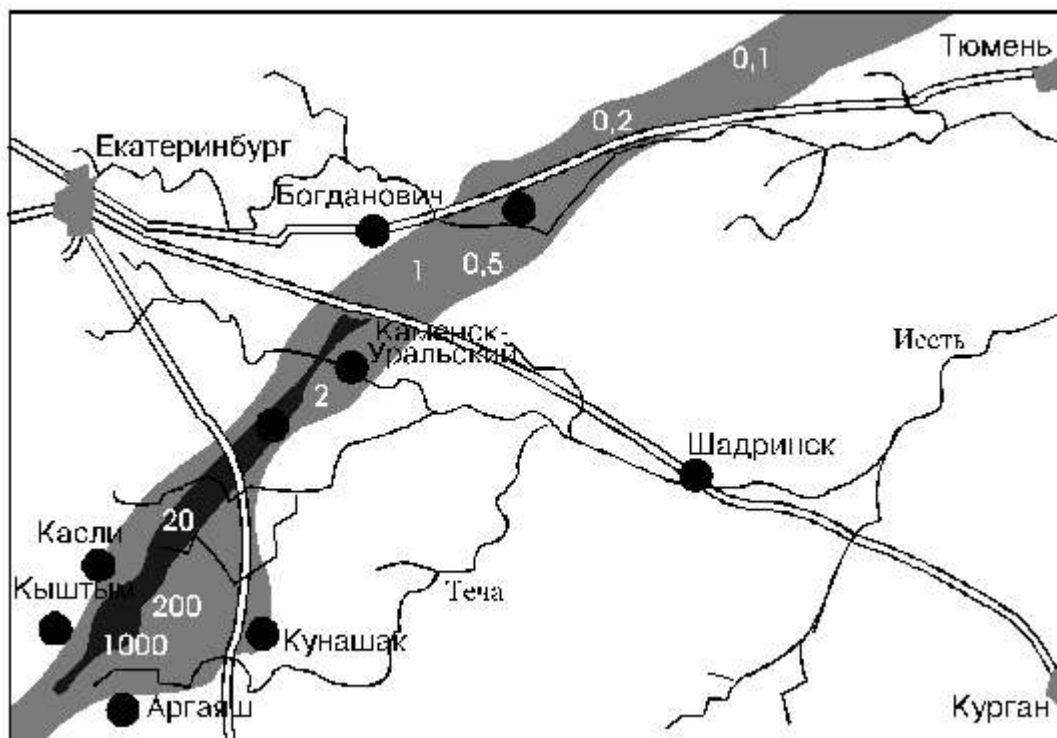 0,1
Тюмень
0,2
Екатеринбург
Богданович
1
0,5
Каменск-
Уральский
Исеть
2
Шадринск
20
Касли
Кыштым
Теча
200
1000
Кунашак
Аргаяш
Курган